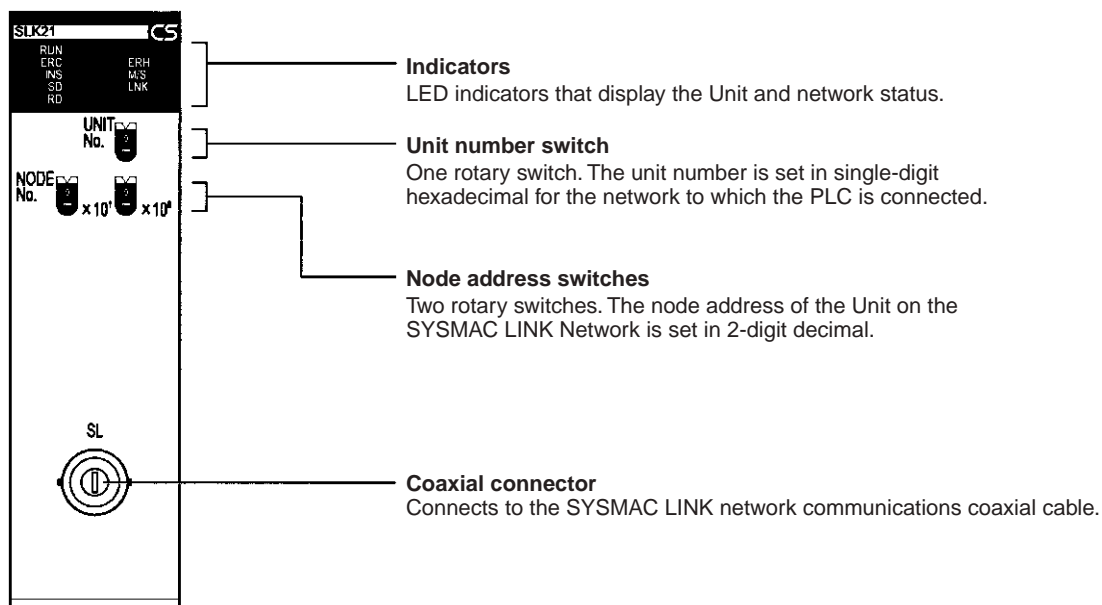 SLK21
CS
RUN
ERC ERH
INS M/S
SD LNK
RD
UNIT
No.
NODE
No.
×10¹ ×10⁰
SL
Indicators
LED indicators that display the Unit and network status.
Unit number switch
One rotary switch. The unit number is set in single-digit
hexadecimal for the network to which the PLC is connected.
Node address switches
Two rotary switches. The node address of the Unit on the
SYSMAC LINK Network is set in 2-digit decimal.
Coaxial connector
Connects to the SYSMAC LINK network communications coaxial cable.